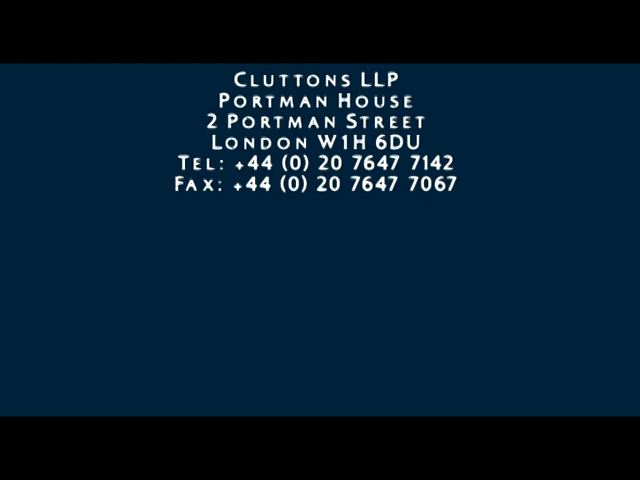 Cluttons LLP
Portman House
2 Portman Street
London W1H 6DU
Tel: +44 (0) 20 7647 7142
Fax: +44 (0) 20 7647 7067